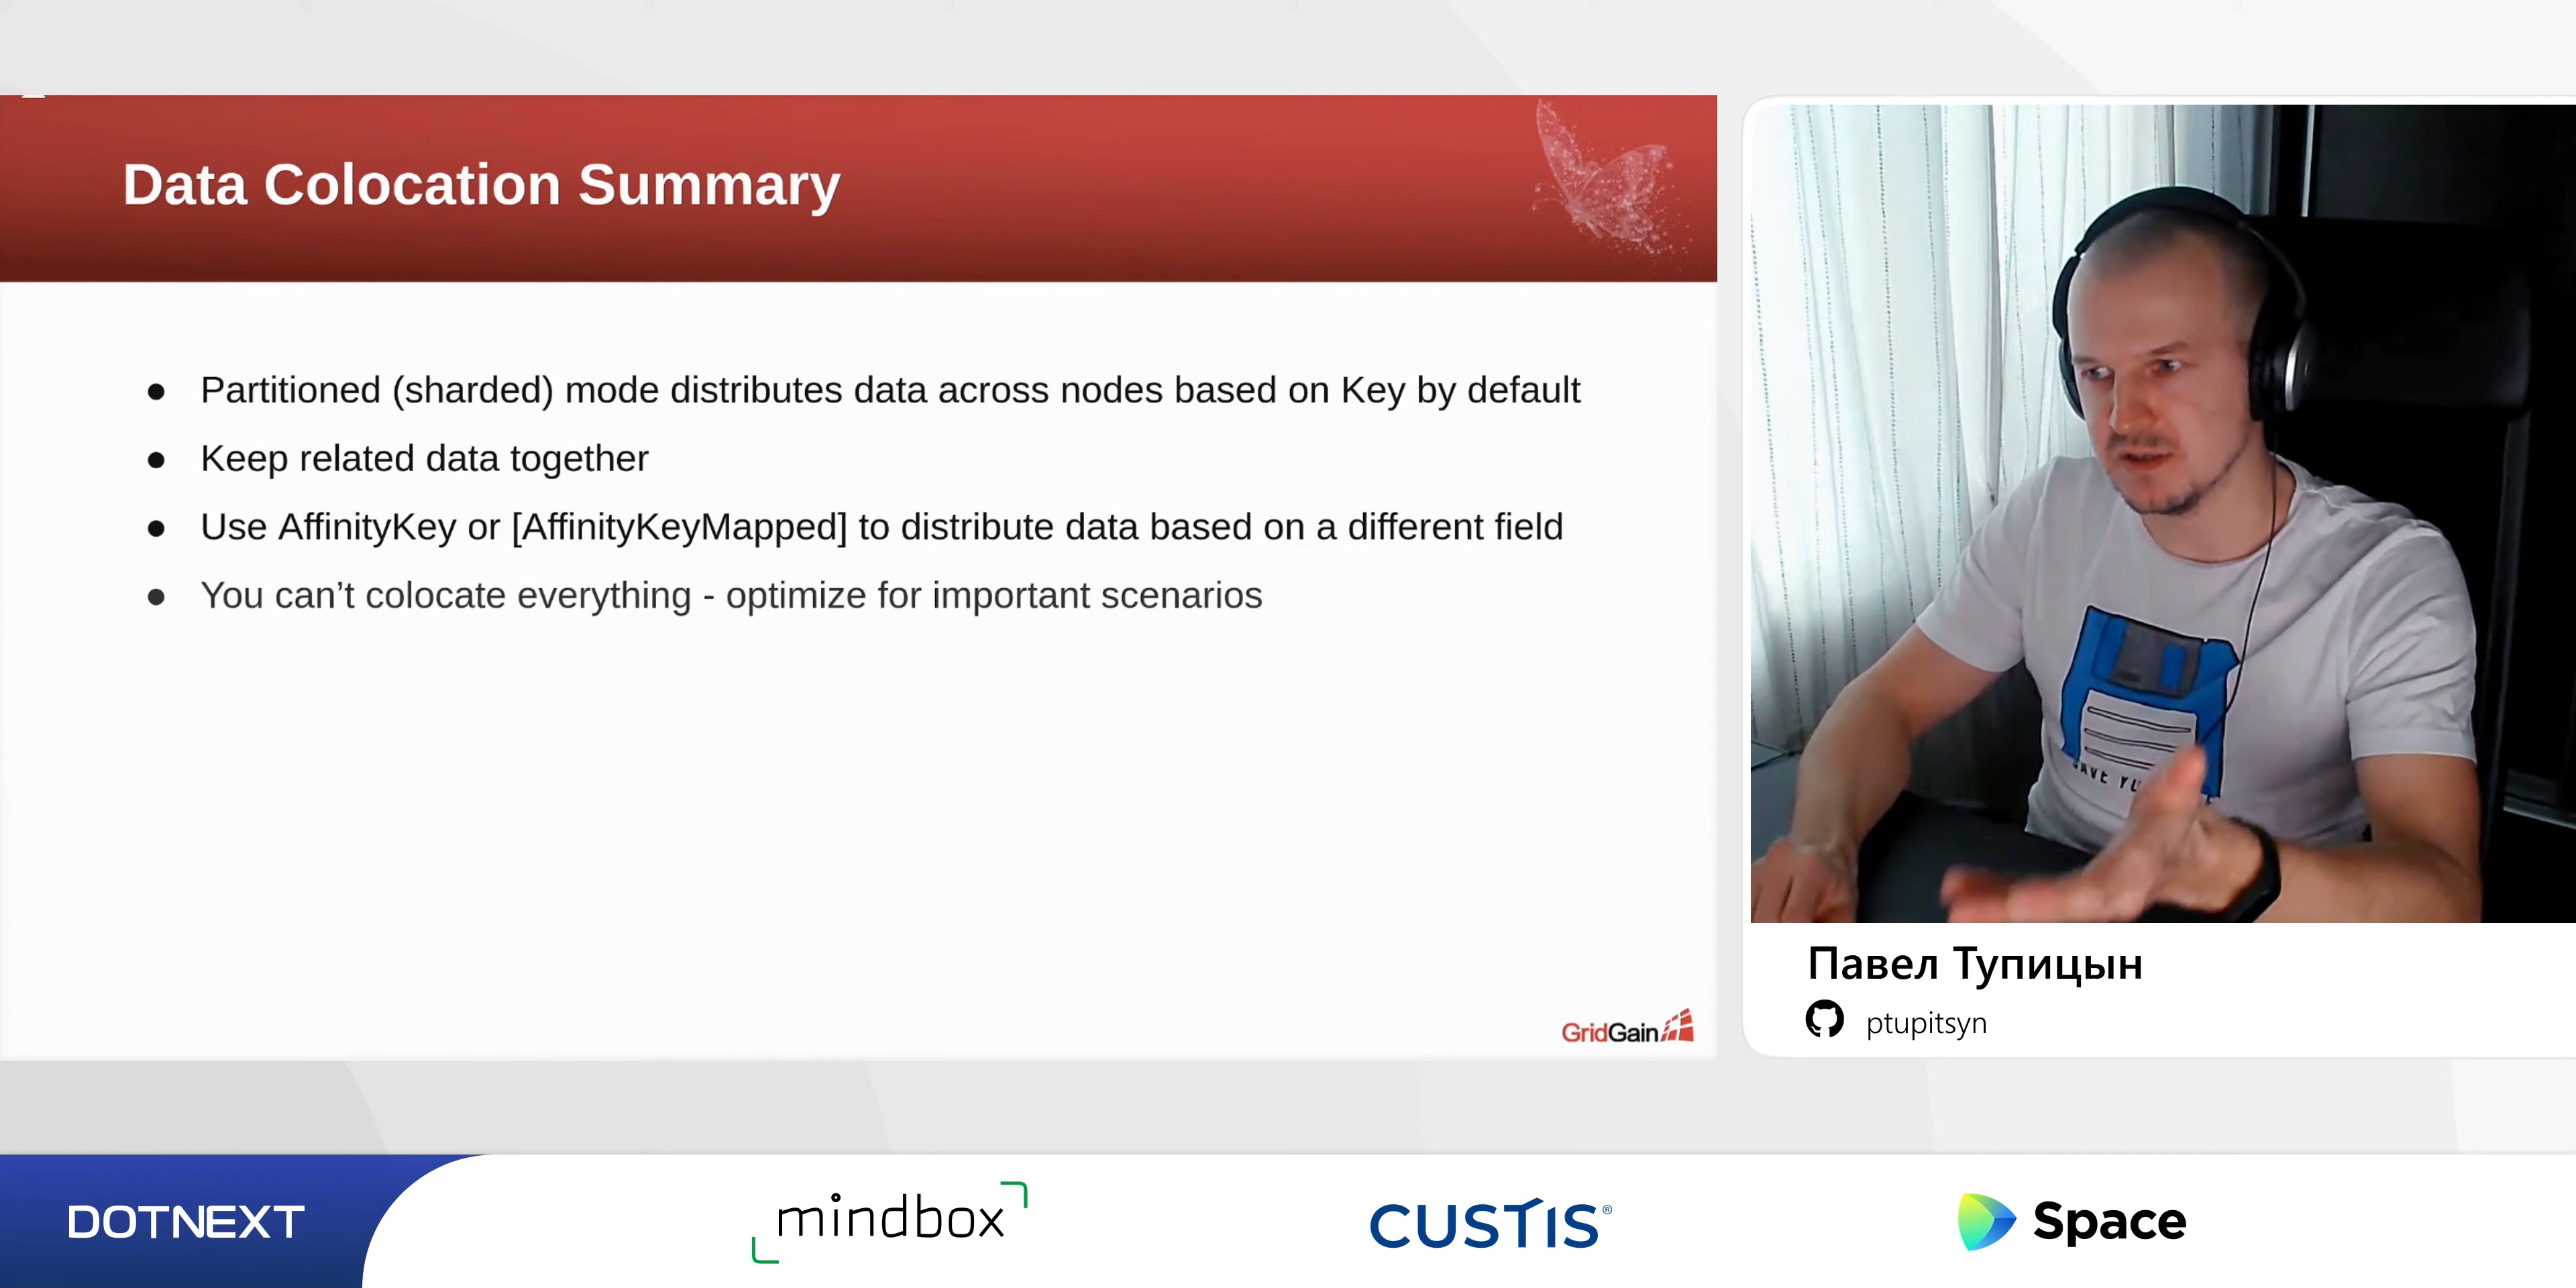 Data Colocation Summary
Partitioned (sharded) mode distributes data across nodes based on Key by default
Keep related data together
Use AffinityKey or [AffinityKeyMapped] to distribute data based on a different field
You can’t colocate everything - optimize for important scenarios
GridGain
Павел Тупицын
ptupitsyn
DOTNEXT
mindbox
CUSTIS®
Space